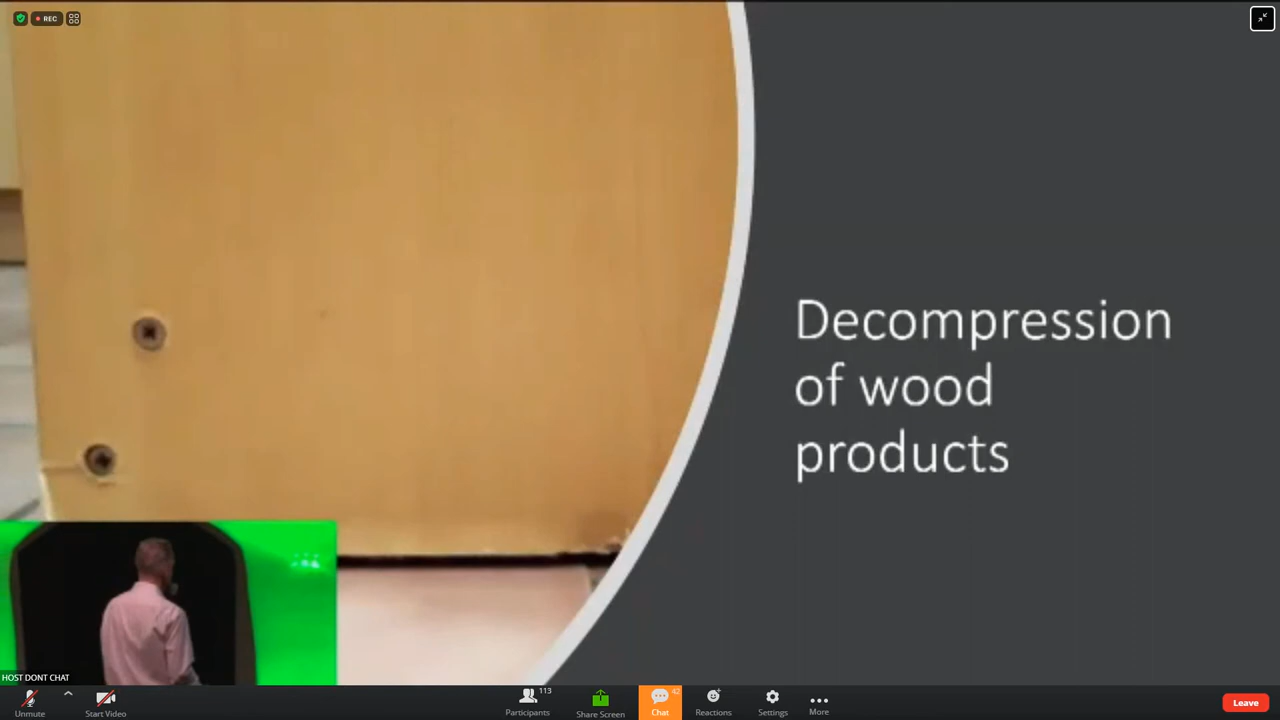 REC
Decompression
of wood
products
HOST DONT CHAT
113
42
Unmute
Start Video
Participants
Share Screen
Chat
Reactions
Settings
More
Leave